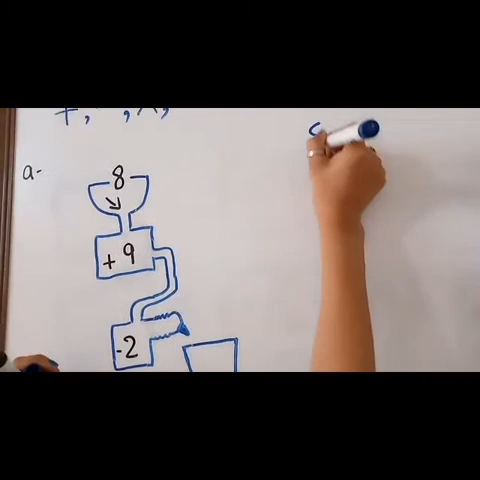 +, , x,
a-
8
+ 9
-2